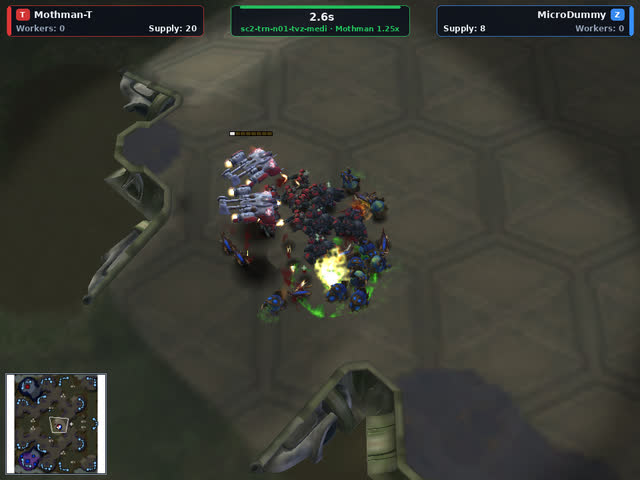 T Mothman-T
Workers: 0 Supply: 20
2.6s
sc2-trn-n01-tvz-medi · Mothman 1.25x
MicroDummy Z
Supply: 8 Workers: 0